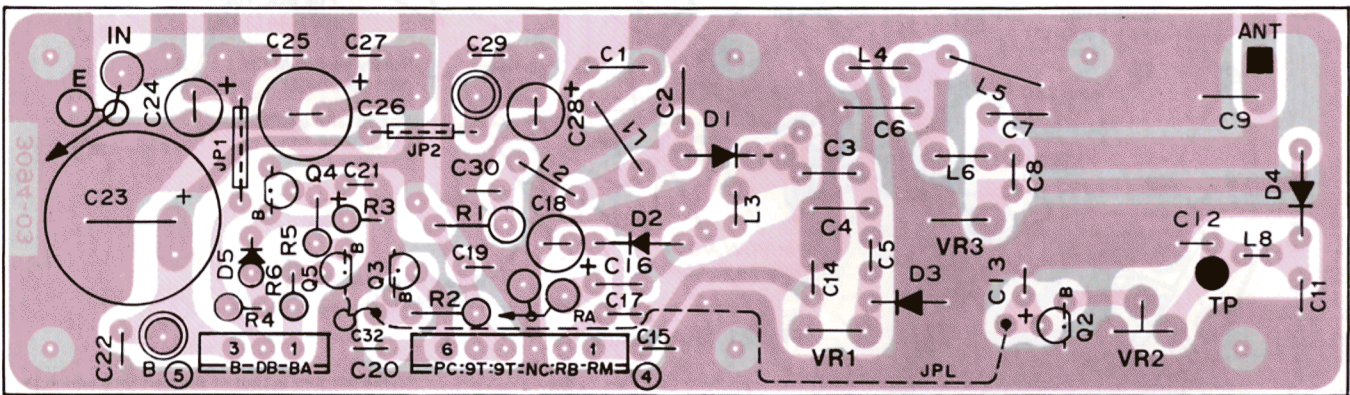 IN
C25
C27
C29
C1
L4
ANT
E
C24
+
+
C26
+
C28
L1
C2
D1
C6
L5
C7
C9
3094-03
JP1
JP2
C3
L6
C8
D4
C23
+
Q4
B
C21
+
R3
C30
L2
C18
L3
C4
R5
R1
D2
VR3
C12
L8
D5
R6
Q5
B
Q3
B
C19
+
C16
C14
C5
D3
C13
+
B
Q2
TP
C11
R4
R2
RA
C17
C22
B
5
3 1
B DB BA
C32
C20
6 1
PC 9T 9T NC RB RM
C15
4
VR1
JPL
VR2